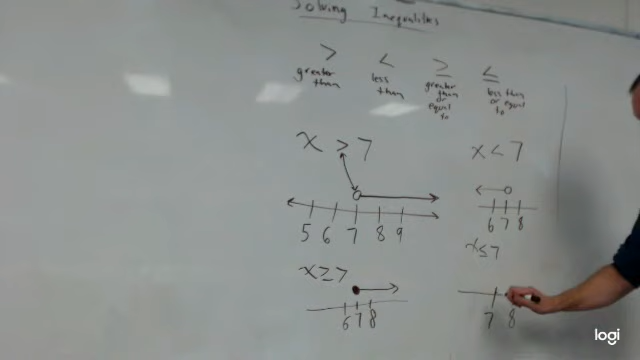 Solving Inequalities
> < ≥ ≤
greater than
less than
greater than or equal to
less than or equal to
x > 7
x < 7
5 6 7 8 9
6 7 8
x ≤ 7
x ≥ 7
6 7 8
7 8
logi